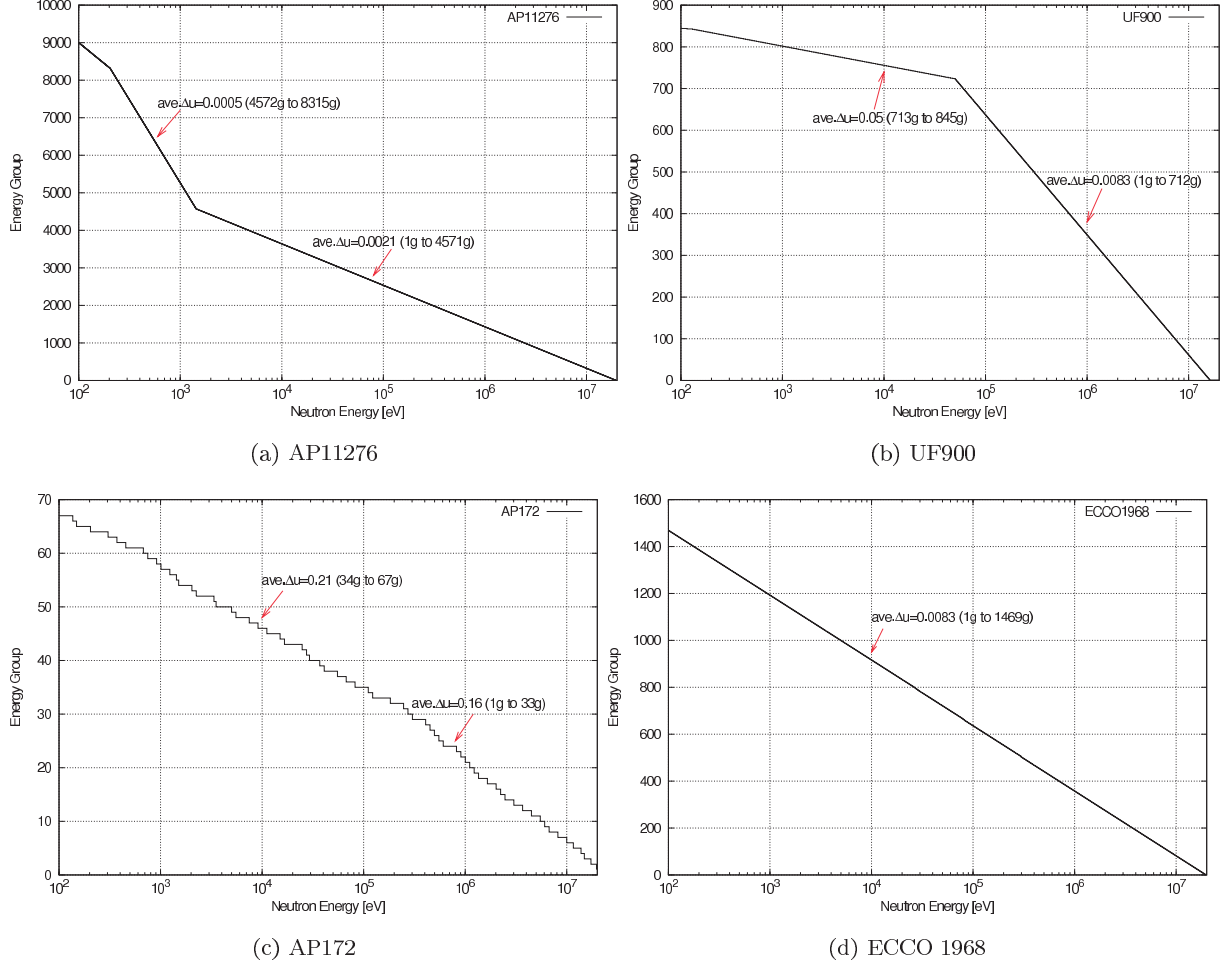 AP11276
10000
9000
8000
7000
6000
5000
4000
3000
2000
1000
0
Energy Group
ave.Δu=0.0005 (4572g to 8315g)
ave.Δu=0.0021 (1g to 4571g)
10² 10³ 10⁴ 10⁵ 10⁶ 10⁷
Neutron Energy [eV]
(a) AP11276
UF900
900
800
700
600
500
400
300
200
100
0
Energy Group
ave.Δu=0.05 (713g to 845g)
ave.Δu=0.0083 (1g to 712g)
10² 10³ 10⁴ 10⁵ 10⁶ 10⁷
Neutron Energy [eV]
(b) UF900
AP172
70
60
50
40
30
20
10
0
Energy Group
ave.Δu=0.21 (34g to 67g)
ave.Δu=0.16 (1g to 33g)
10² 10³ 10⁴ 10⁵ 10⁶ 10⁷
Neutron Energy [eV]
(c) AP172
ECCO1968
1600
1400
1200
1000
800
600
400
200
0
Energy Group
ave.Δu=0.0083 (1g to 1469g)
10² 10³ 10⁴ 10⁵ 10⁶ 10⁷
Neutron Energy [eV]
(d) ECCO 1968